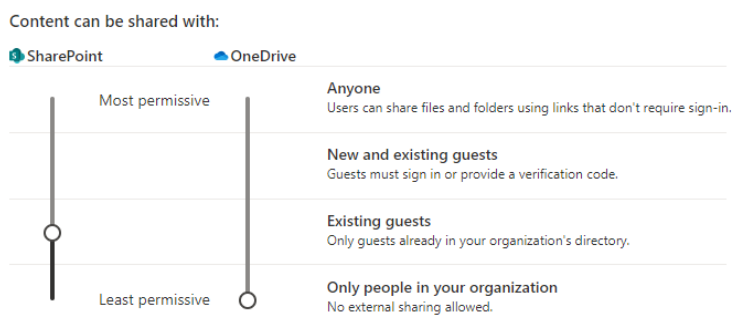 Content can be shared with:
SharePoint OneDrive
Most permissive
Anyone
Users can share files and folders using links that don't require sign-in.
New and existing guests
Guests must sign in or provide a verification code.
Existing guests
Only guests already in your organization's directory.
Least permissive
Only people in your organization
No external sharing allowed.